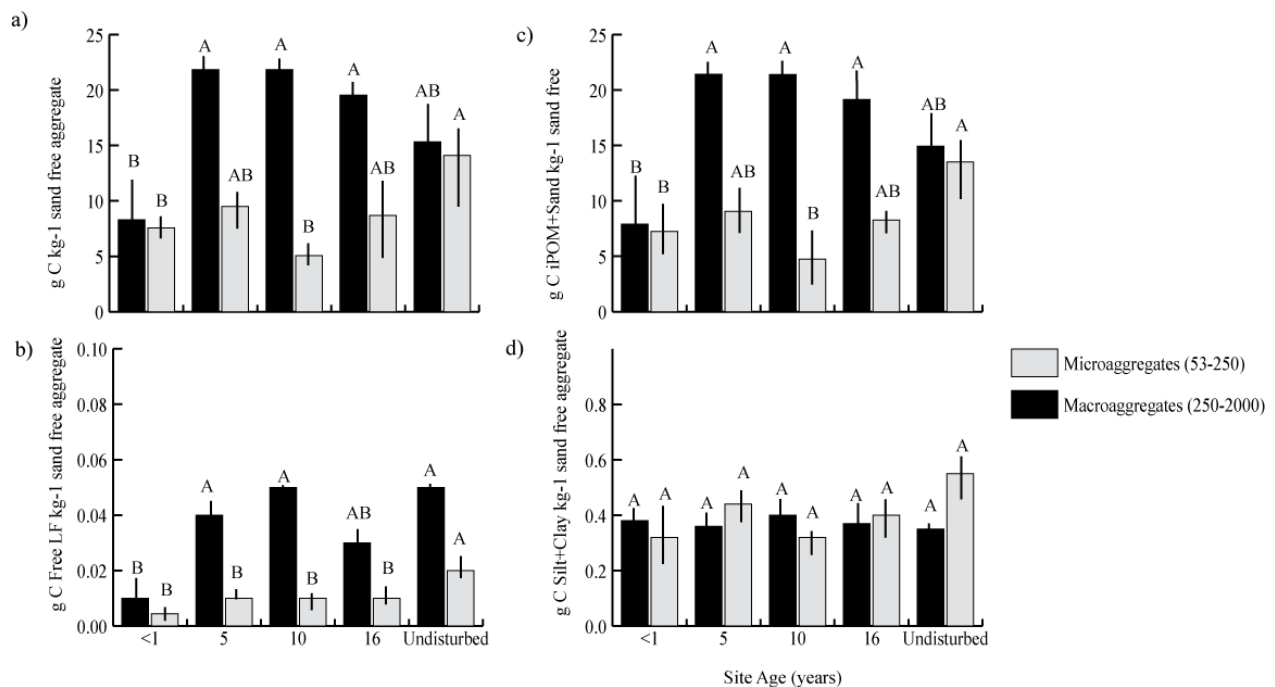 a)
g C kg-1 sand free aggregate
25
20
15
10
5
0
B
B
A
AB
A
B
A
AB
AB
A
c)
g C iPOM+Sand kg-1 sand free
25
20
15
10
5
0
B
B
A
AB
A
B
A
AB
AB
A
b)
g C Free LF kg-1 sand free aggregate
0.10
0.08
0.06
0.04
0.02
0.00
B
B
A
B
A
B
AB
B
A
A
<1 5 10 16 Undisturbed
d)
g C Silt+Clay kg-1 sand free aggregate
0.8
0.6
0.4
0.2
0.0
A
A
A
A
A
A
A
A
A
A
<1 5 10 16 Undisturbed
Site Age (years)
Microaggregates (53-250)
Macroaggregates (250-2000)